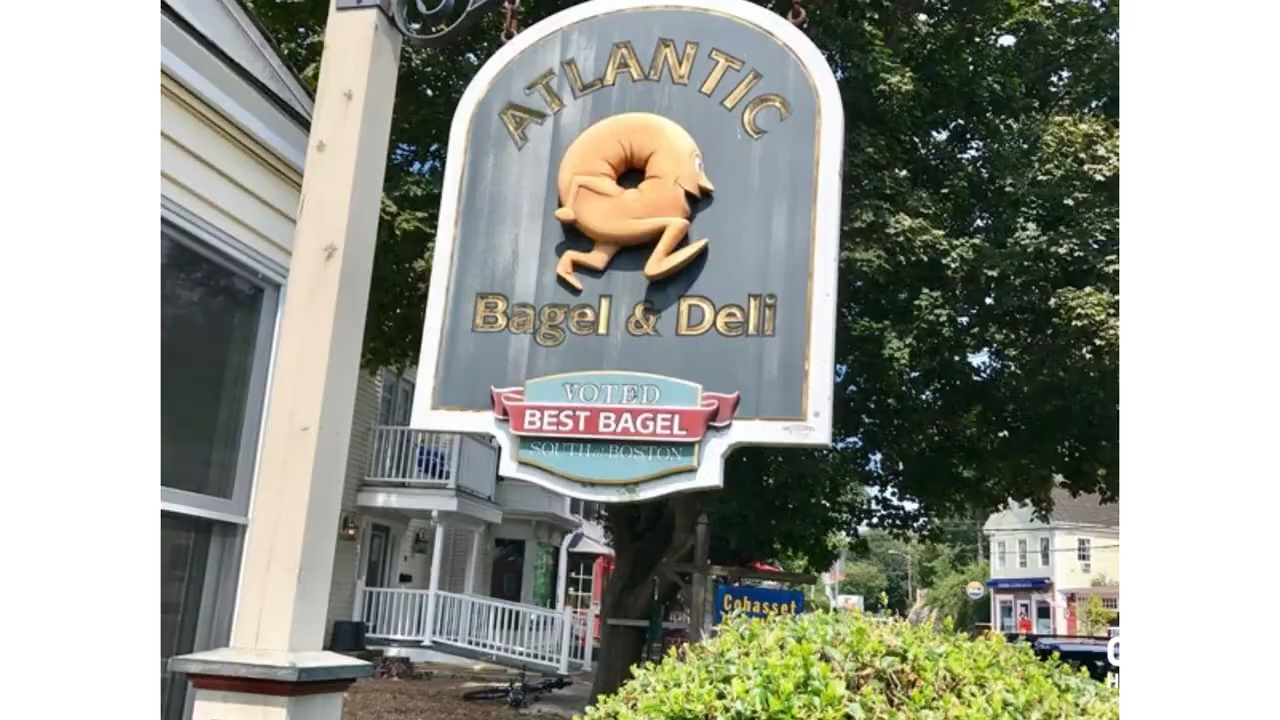 ATLANTIC
Bagel & Deli
VOTED
BEST BAGEL
SOUTH of BOSTON
Cohasset